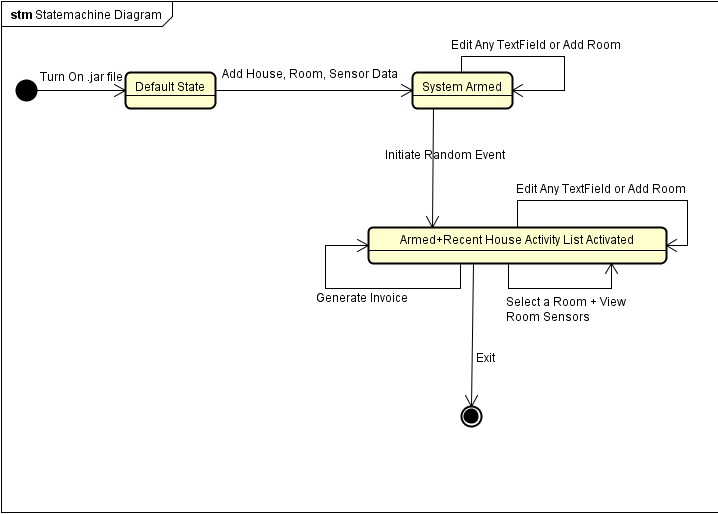 stm Statemachine Diagram
Edit Any TextField or Add Room
Turn On .jar file
Default State
Add House, Room, Sensor Data
System Armed
Initiate Random Event
Edit Any TextField or Add Room
Armed+Recent House Activity List Activated
Generate Invoice
Select a Room + View
Room Sensors
Exit